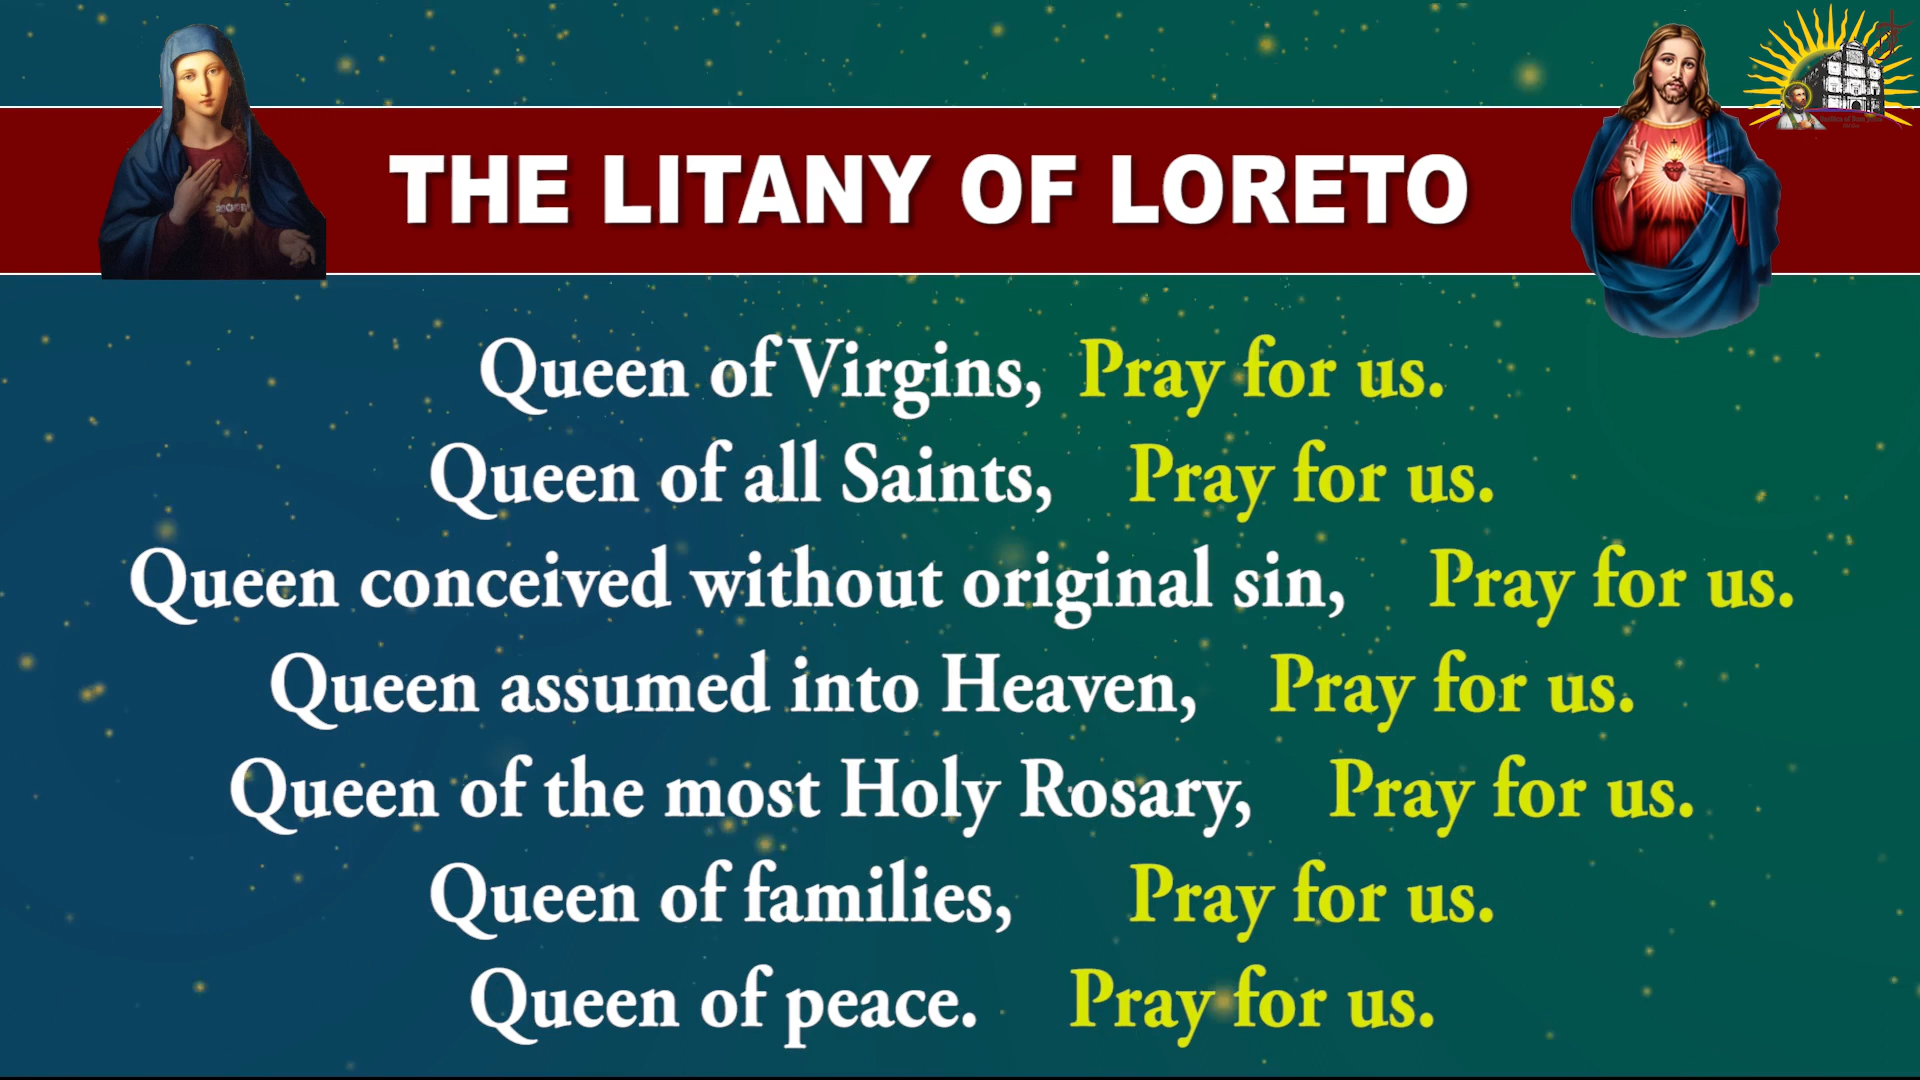 THE LITANY OF LORETO
Queen of Virgins, Pray for us.
Queen of all Saints, Pray for us.
Queen conceived without original sin, Pray for us.
Queen assumed into Heaven, Pray for us.
Queen of the most Holy Rosary, Pray for us.
Queen of families, Pray for us.
Queen of peace. Pray for us.